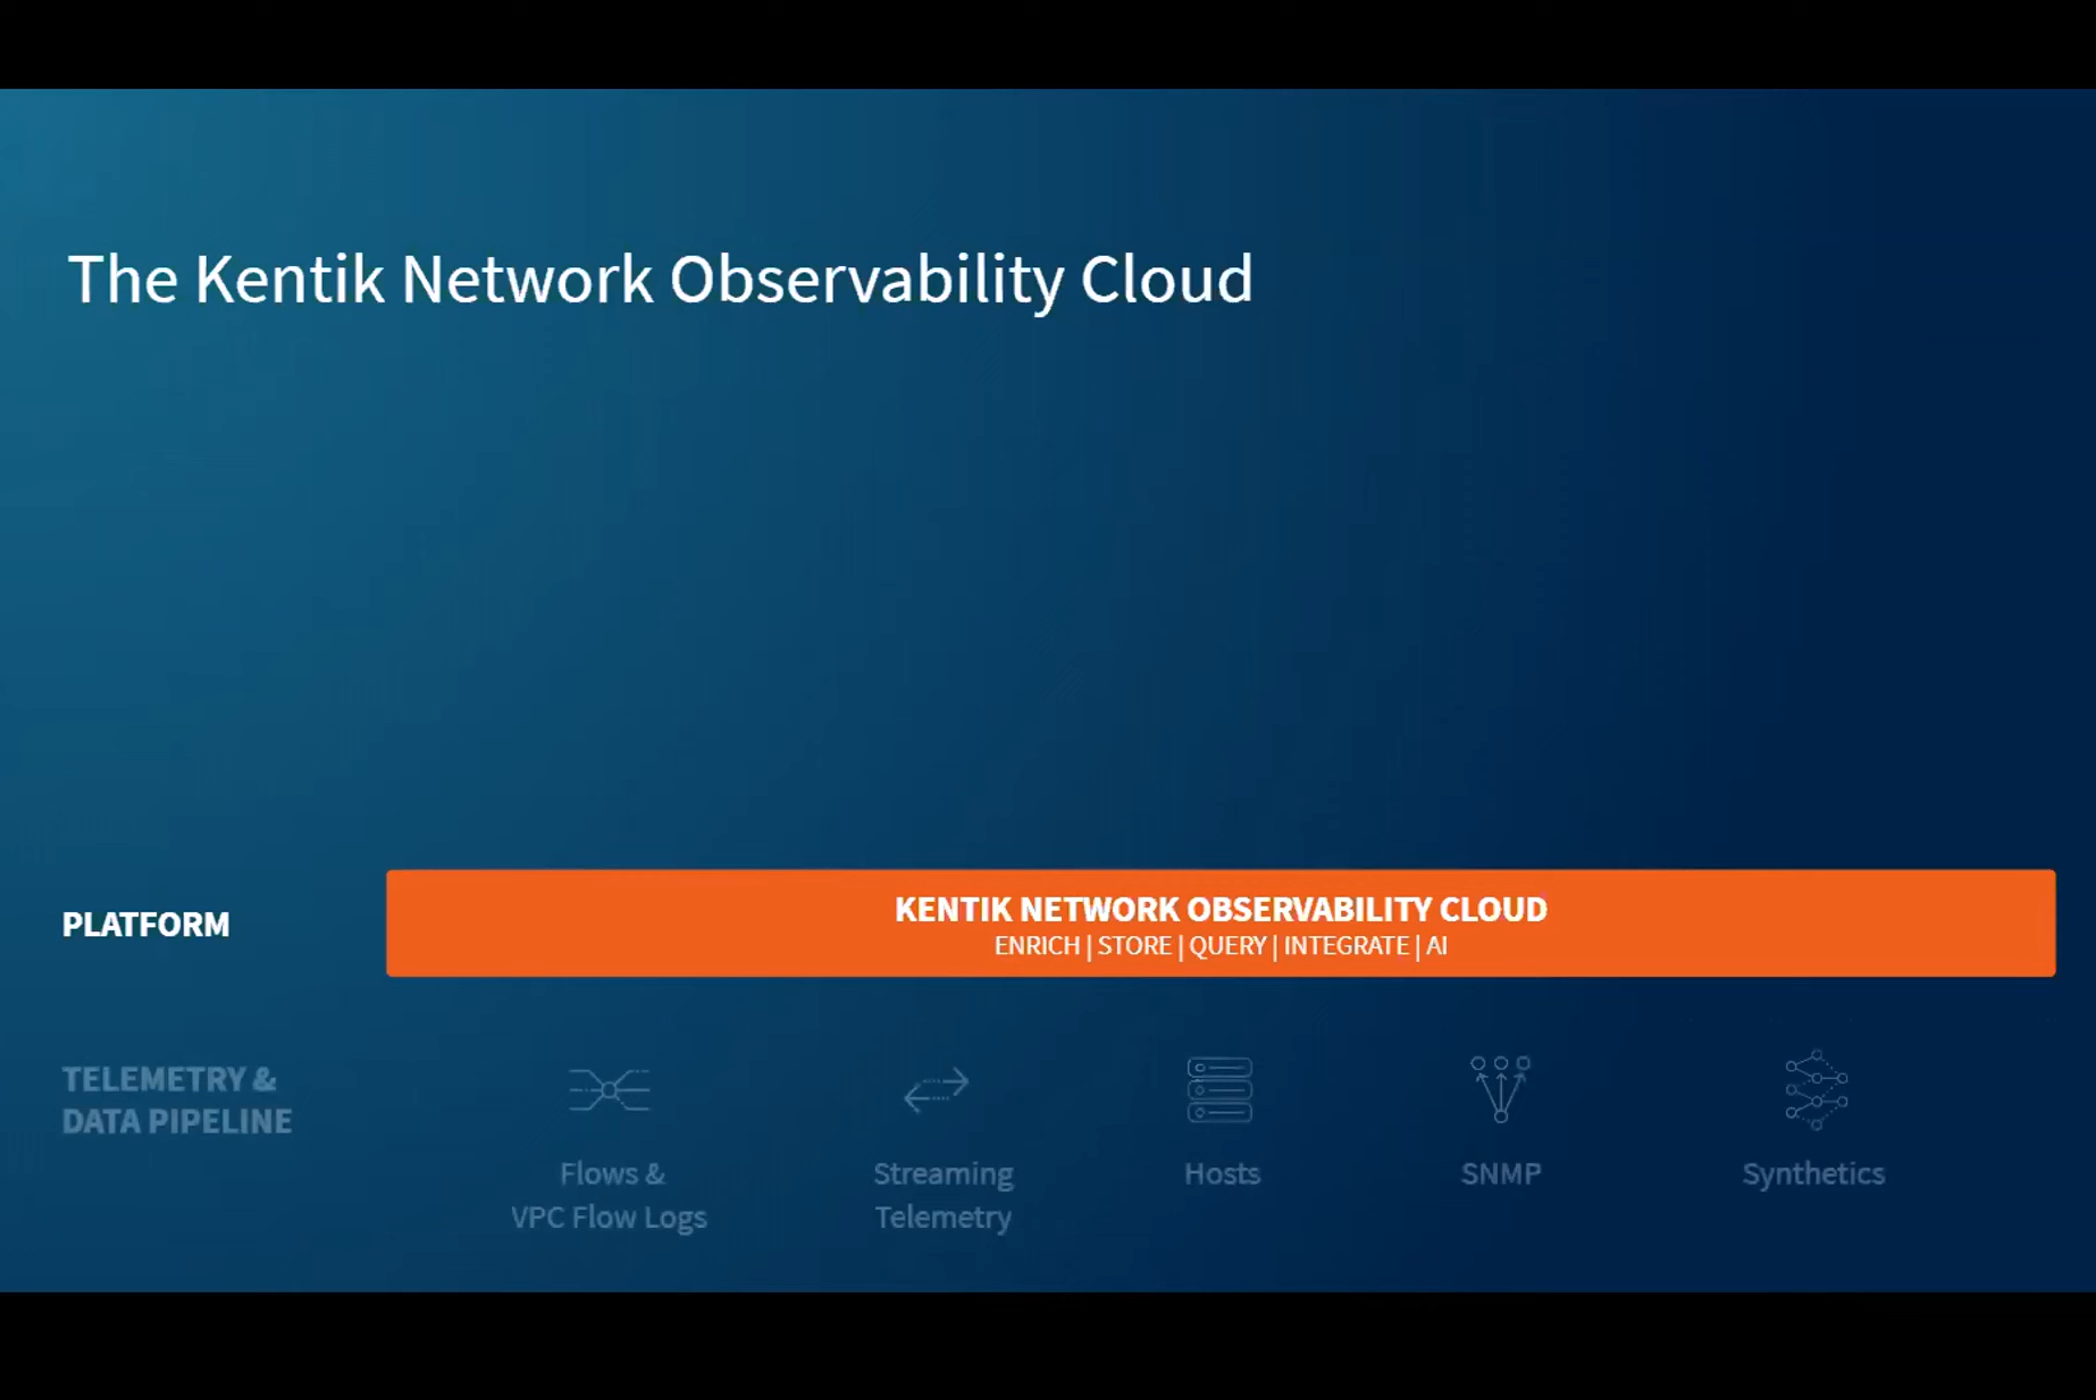 The Kentik Network Observability Cloud
PLATFORM
KENTIK NETWORK OBSERVABILITY CLOUD
ENRICH | STORE | QUERY | INTEGRATE | AI
TELEMETRY &
DATA PIPELINE
Flows &
VPC Flow Logs
Streaming
Telemetry
Hosts
SNMP
Synthetics